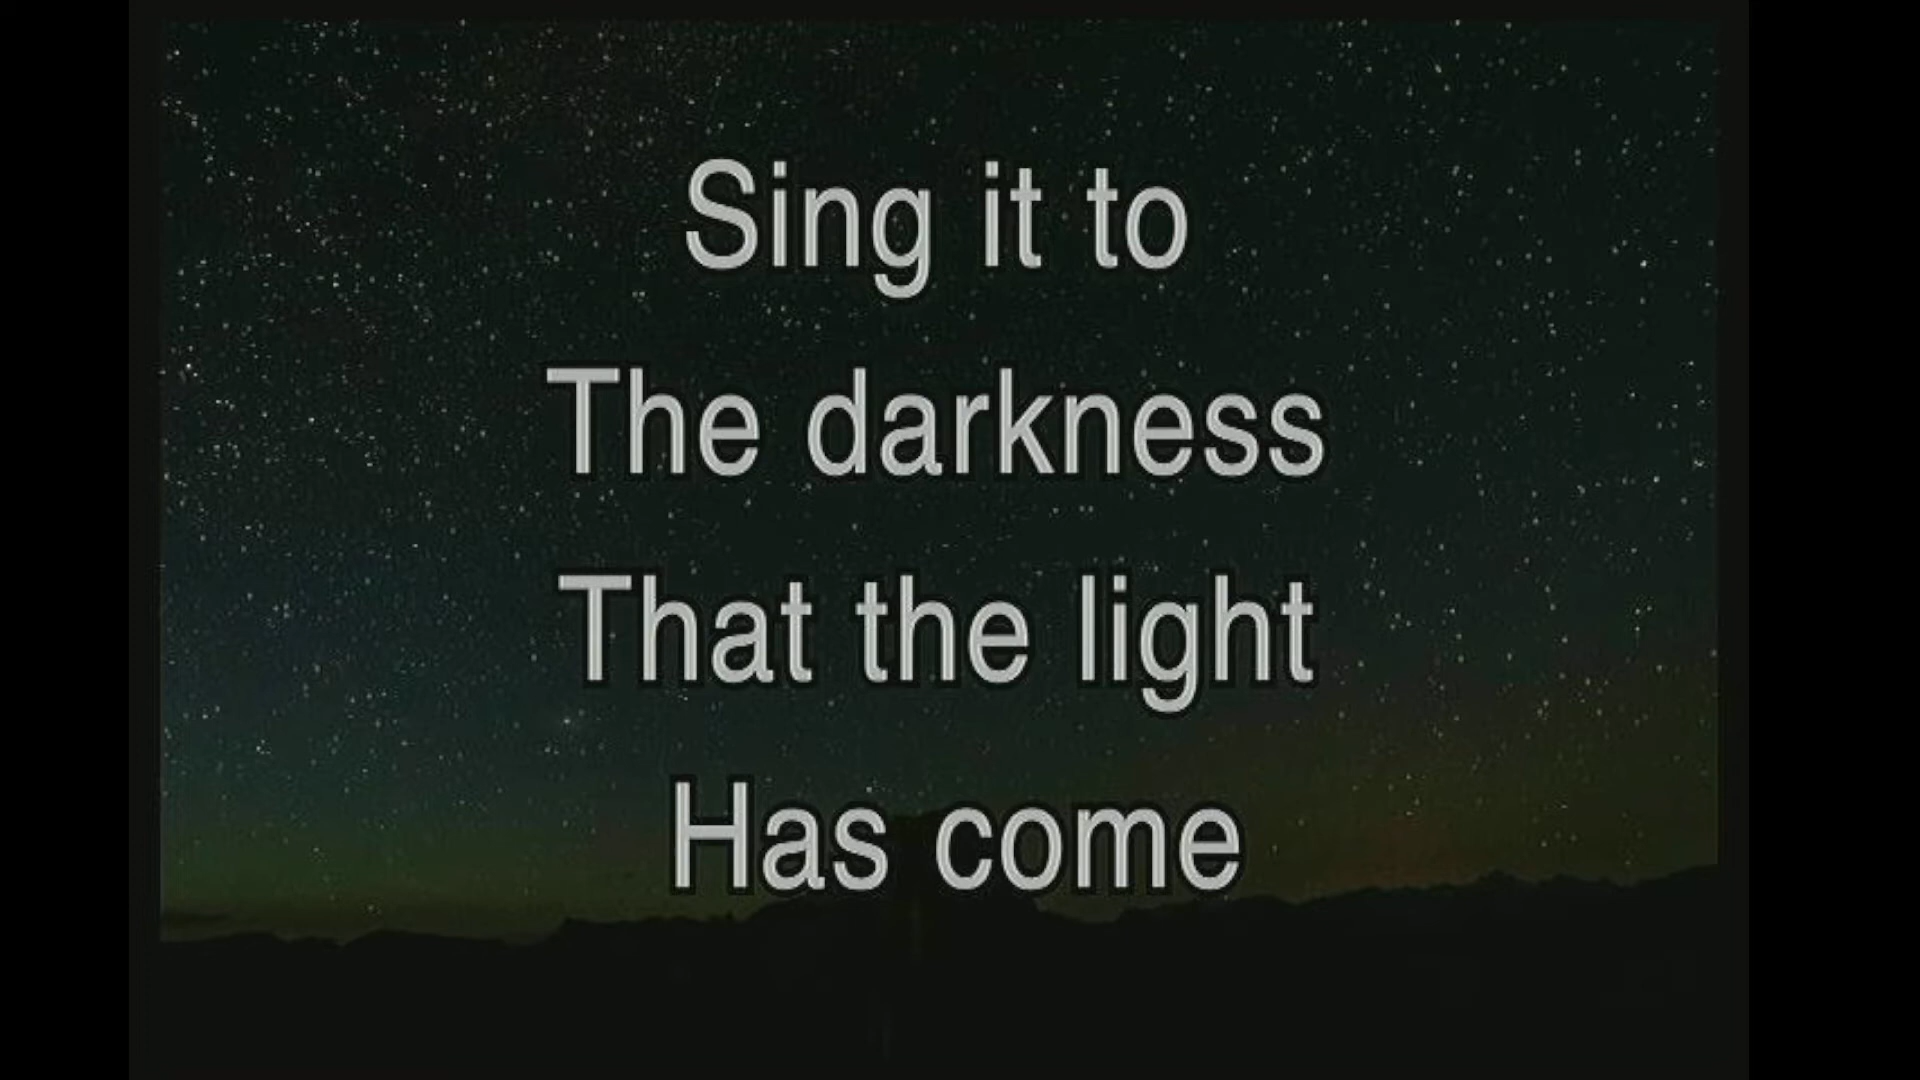 Sing it to
The darkness
That the light
Has come